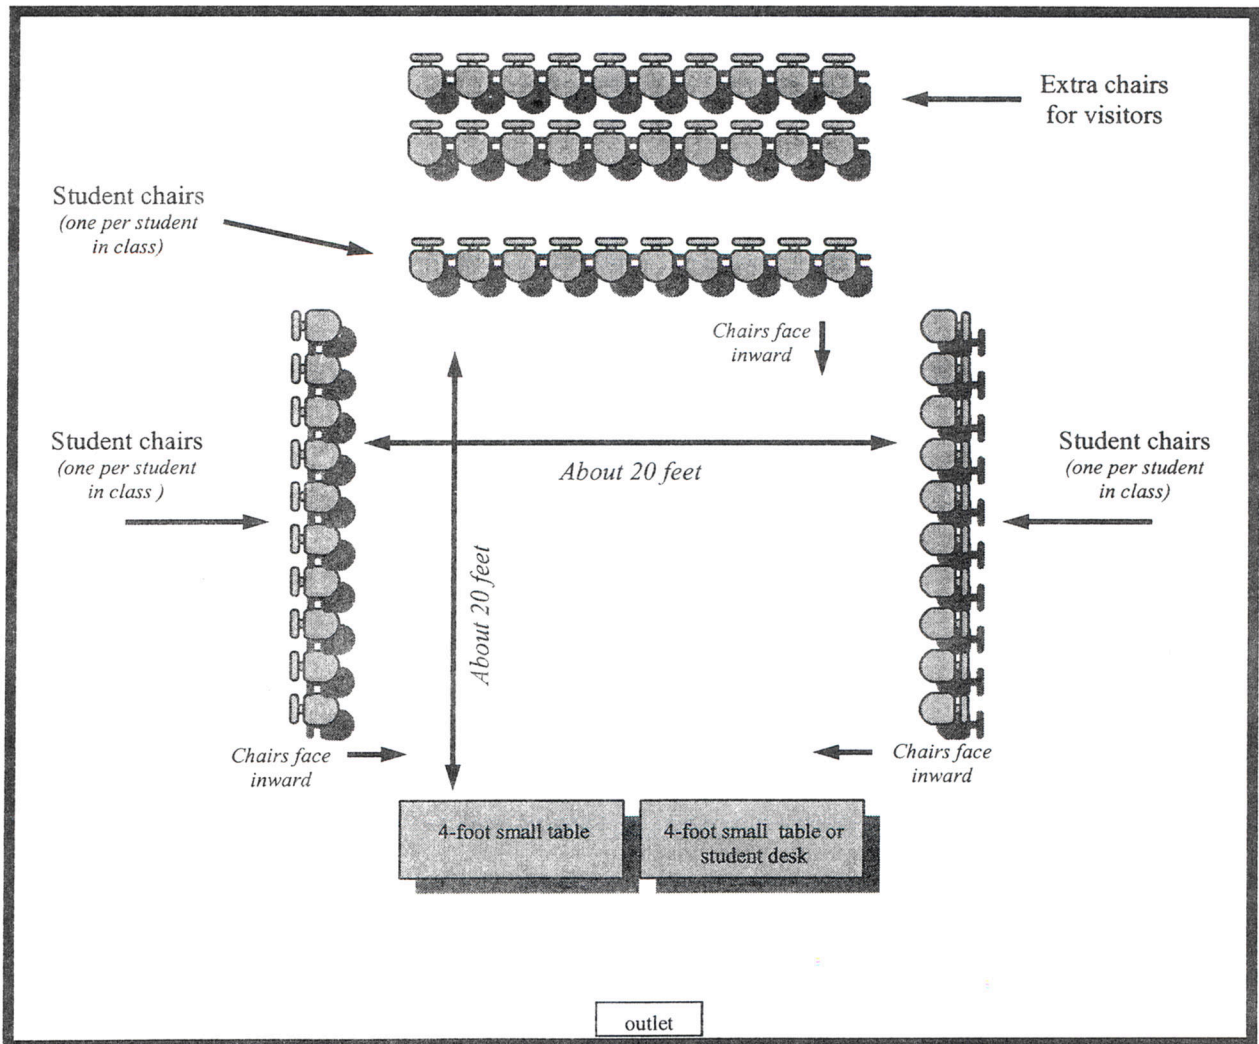 Extra chairs
for visitors
Student chairs
(one per student
in class)
Chairs face
inward
Student chairs
(one per student
in class )
About 20 feet
Student chairs
(one per student
in class)
About 20 feet
Chairs face
inward
Chairs face
inward
4-foot small table
4-foot small table or
student desk
outlet